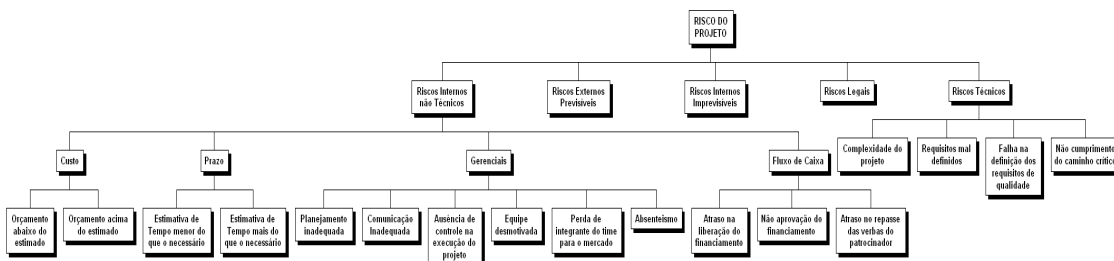 RISCO DO
PROJETO
Riscos Internos
não Técnicos
Riscos Externos
Previsíveis
Riscos Internos
Imprevisíveis
Riscos Legais
Riscos Técnicos
Custo
Prazo
Gerenciais
Fluxo de Caixa
Complexidade do
projeto
Requisitos mal
definidos
Falha na
definição dos
requisitos de
qualidade
Não cumprimento
do caminho crítico
Orçamento
abaixo do
estimado
Orçamento acima
do estimado
Estimativa de
Tempo menor do
que o necessário
Estimativa de
Tempo mais do
que o necessário
Planejamento
inadequada
Comunicação
Inadequada
Ausência de
controle na
execução do
projeto
Equipe
desmotivada
Perda de
integrante do time
para o mercado
Absenteísmo
Atraso na
liberação do
financiamento
Não aprovação do
financiamento
Atraso no repasse
das verbas do
patrocinador